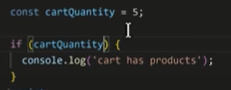 const cartQuantity = 5;
if (cartQuantity) {
console.log('cart has products');
}